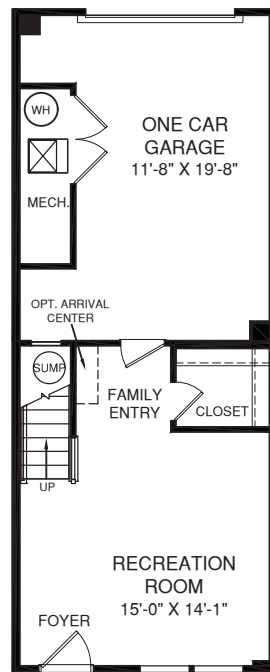 WH
ONE CAR
GARAGE
11'-8" X 19'-8"
MECH.
OPT. ARRIVAL
CENTER
SUMP
FAMILY
ENTRY
CLOSET
UP
RECREATION
ROOM
15'-0" X 14'-1"
FOYER